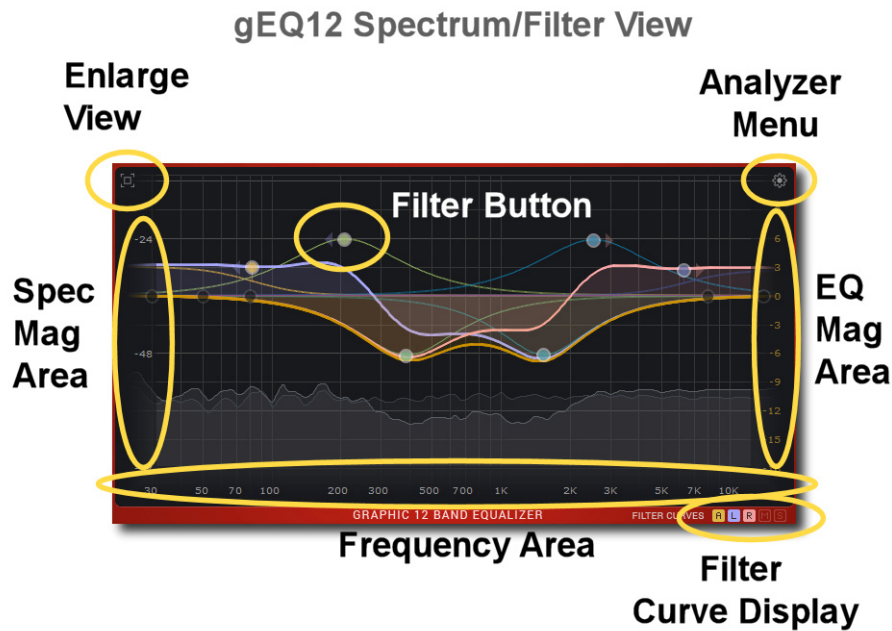 gEQ12 Spectrum/Filter View
Enlarge
View
Analyzer
Menu
Filter Button
Spec
Mag
Area
EQ
Mag
Area
-24
-48
6
3
0
-3
-6
-9
-12
15
30 50 70 100 200 300 500 700 1K 2K 3K 5K 7K 10K
GRAPHIC 12 BAND EQUALIZER
FILTER CURVES A L R M S
Frequency Area
Filter
Curve Display